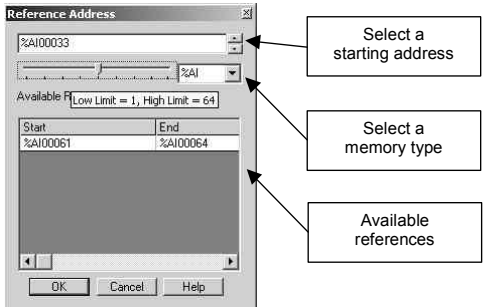 Reference Address
%AI00033
%AI
Available R
Low Limit = 1, High Limit = 64
Start End
%AI00061 %AI00064
OK Cancel Help
Select a
starting address
Select a
memory type
Available
references